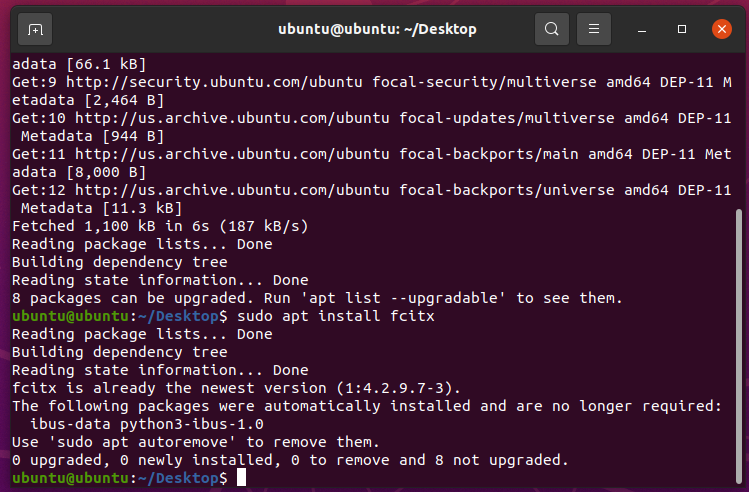 ubuntu@ubuntu: ~/Desktop
adata [66.1 kB]
Get:9 http://security.ubuntu.com/ubuntu focal-security/multiverse amd64 DEP-11 M
etadata [2,464 B]
Get:10 http://us.archive.ubuntu.com/ubuntu focal-updates/multiverse amd64 DEP-11
 Metadata [944 B]
Get:11 http://us.archive.ubuntu.com/ubuntu focal-backports/main amd64 DEP-11 Met
adata [8,000 B]
Get:12 http://us.archive.ubuntu.com/ubuntu focal-backports/universe amd64 DEP-11
 Metadata [11.3 kB]
Fetched 1,100 kB in 6s (187 kB/s)
Reading package lists... Done
Building dependency tree
Reading state information... Done
8 packages can be upgraded. Run 'apt list --upgradable' to see them.
ubuntu@ubuntu:~/Desktop$ sudo apt install fcitx
Reading package lists... Done
Building dependency tree
Reading state information... Done
fcitx is already the newest version (1:4.2.9.7-3).
The following packages were automatically installed and are no longer required:
  ibus-data python3-ibus-1.0
Use 'sudo apt autoremove' to remove them.
0 upgraded, 0 newly installed, 0 to remove and 8 not upgraded.
ubuntu@ubuntu:~/Desktop$